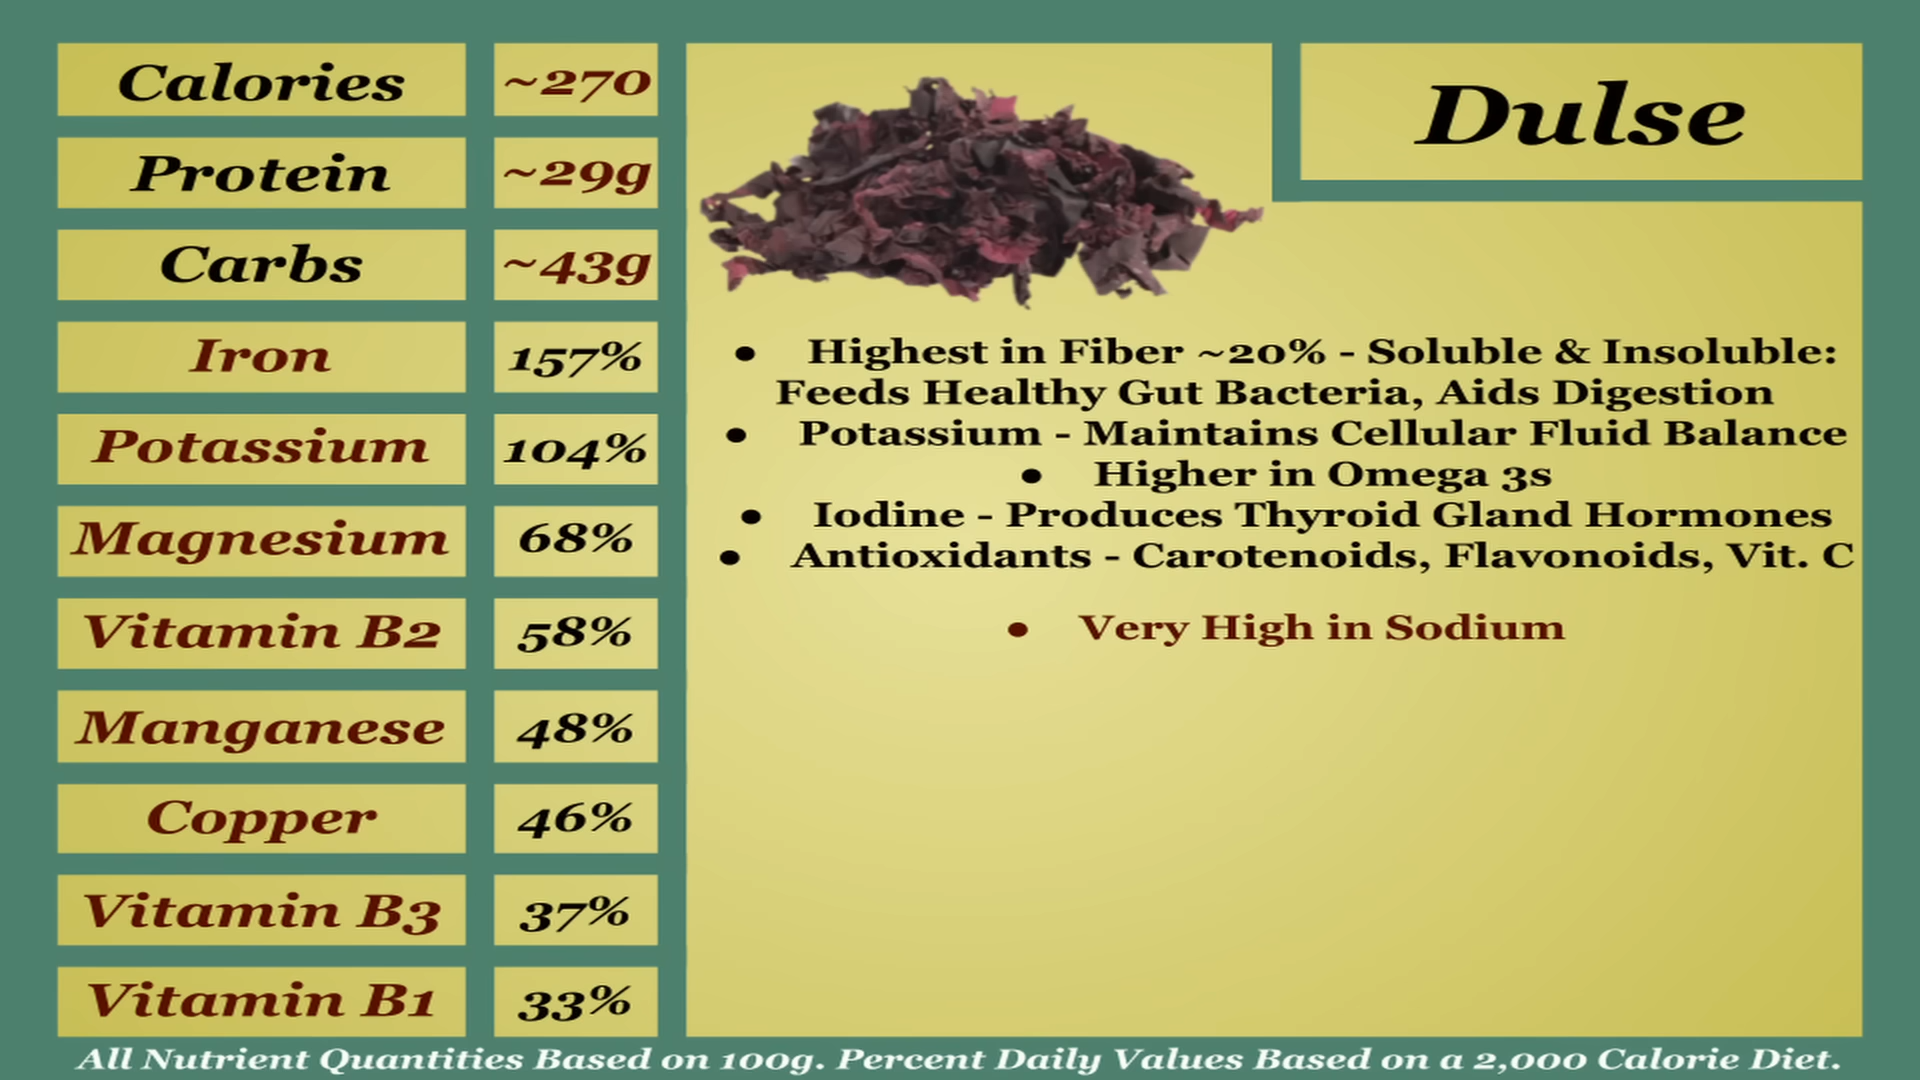 Calories ~270
Protein ~29g
Carbs ~43g
Iron 157%
Potassium 104%
Magnesium 68%
Vitamin B2 58%
Manganese 48%
Copper 46%
Vitamin B3 37%
Vitamin B1 33%
Dulse
● Highest in Fiber ~20% - Soluble & Insoluble:
Feeds Healthy Gut Bacteria, Aids Digestion
● Potassium - Maintains Cellular Fluid Balance
● Higher in Omega 3s
● Iodine - Produces Thyroid Gland Hormones
● Antioxidants - Carotenoids, Flavonoids, Vit. C
● Very High in Sodium
All Nutrient Quantities Based on 100g. Percent Daily Values Based on a 2,000 Calorie Diet.